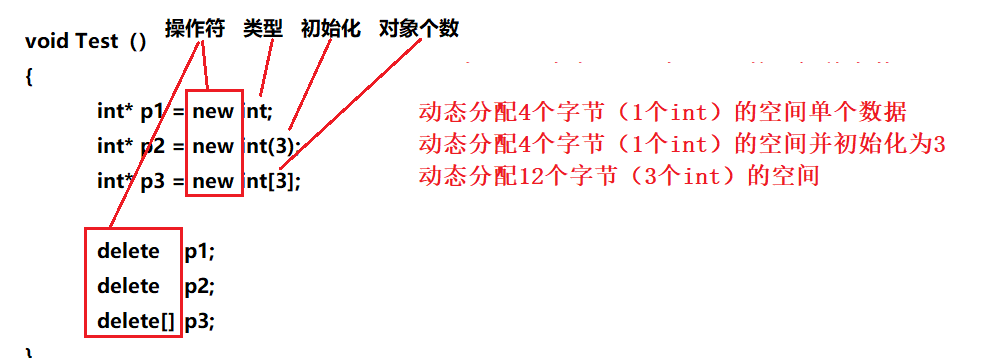 操作符 类型 初始化 对象个数
void Test（）
{
int* p1 = new int; 动态分配4个字节（1个int）的空间单个数据
int* p2 = new int(3); 动态分配4个字节（1个int）的空间并初始化为3
int* p3 = new int[3]; 动态分配12个字节（3个int）的空间
delete p1;
delete p2;
delete[] p3;
}